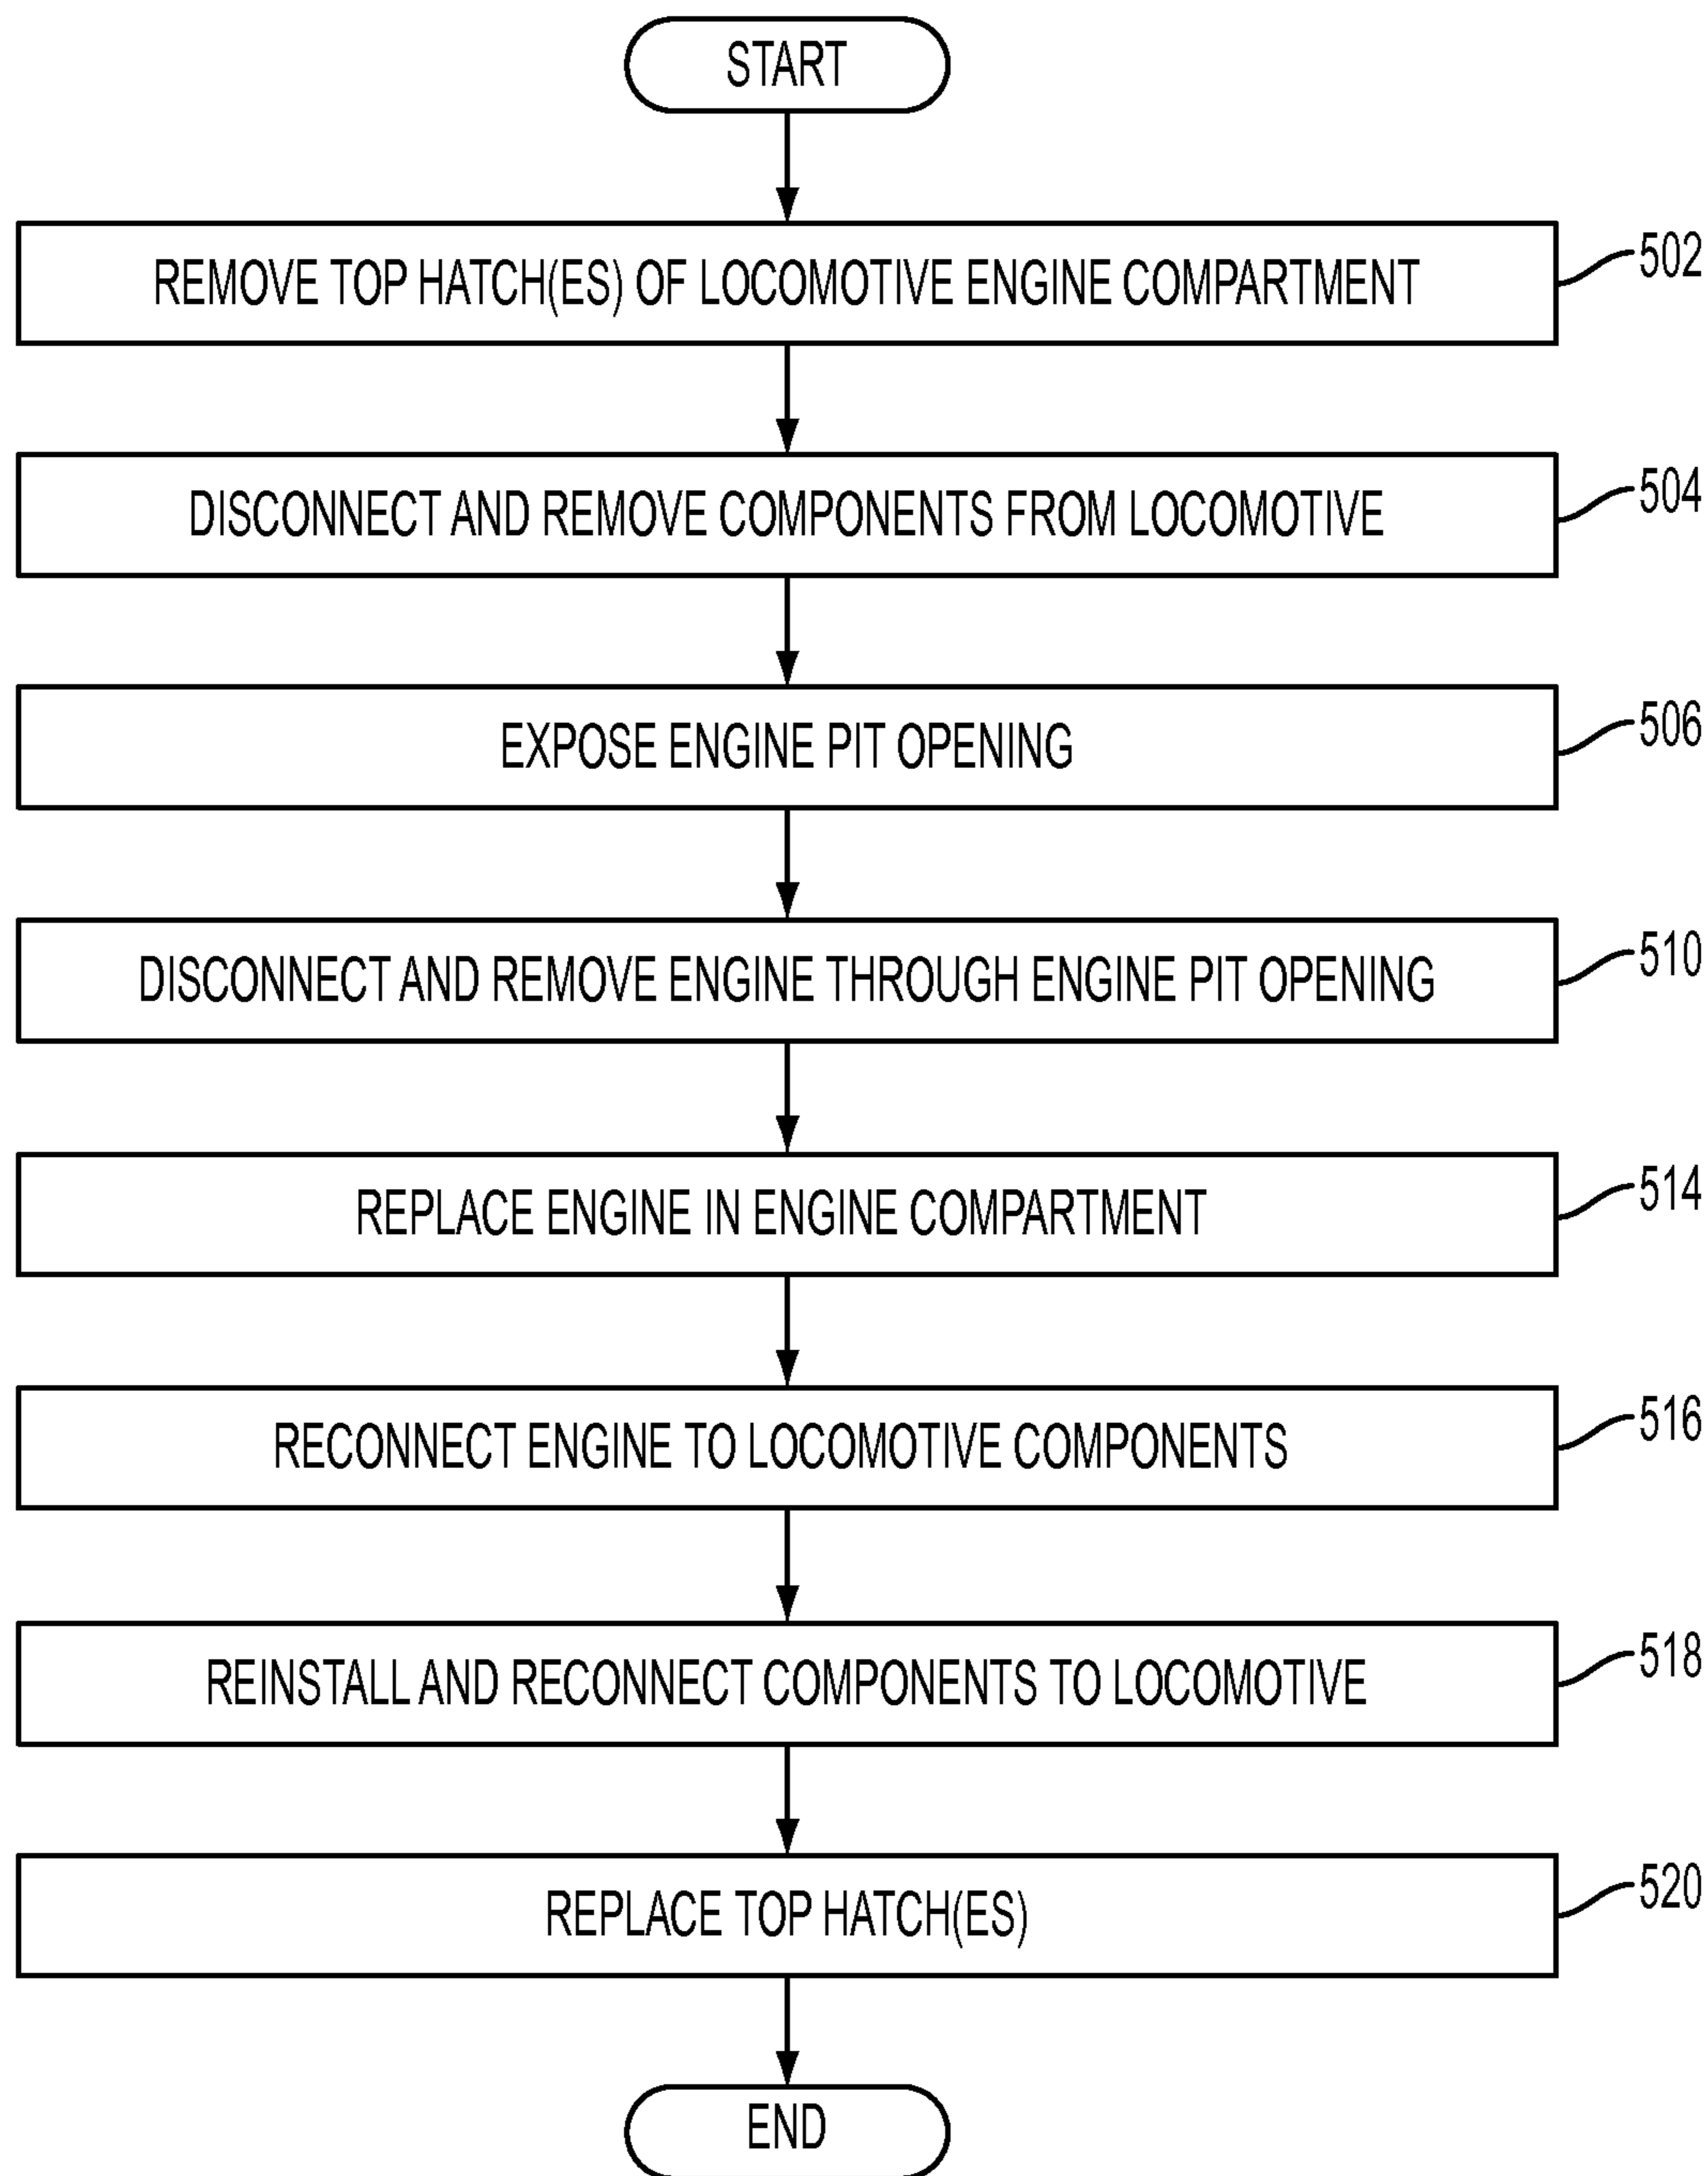 START
REMOVE TOP HATCH(ES) OF LOCOMOTIVE ENGINE COMPARTMENT
502
DISCONNECT AND REMOVE COMPONENTS FROM LOCOMOTIVE
504
EXPOSE ENGINE PIT OPENING
506
DISCONNECT AND REMOVE ENGINE THROUGH ENGINE PIT OPENING
510
REPLACE ENGINE IN ENGINE COMPARTMENT
514
RECONNECT ENGINE TO LOCOMOTIVE COMPONENTS
516
REINSTALL AND RECONNECT COMPONENTS TO LOCOMOTIVE
518
REPLACE TOP HATCH(ES)
520
END